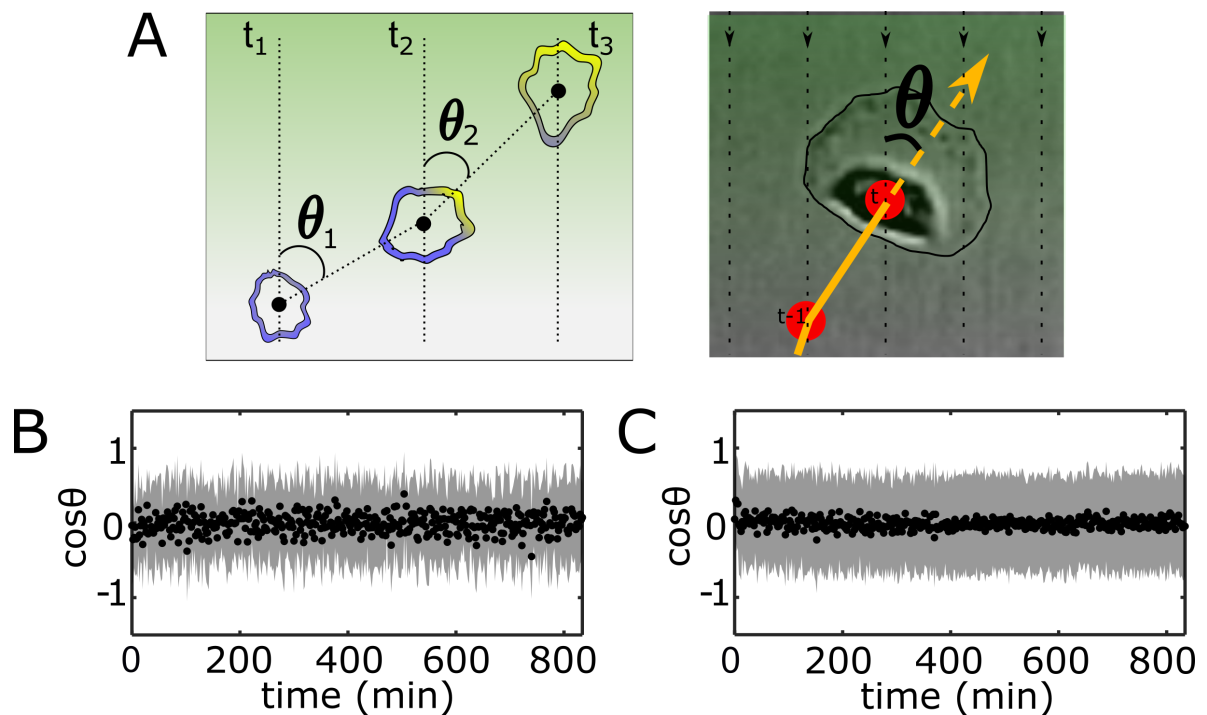 A
t1 t2 t3
θ2
θ1
θ
t
t-1
B
cosθ
1
0
-1
0 200 400 600 800
time (min)
C
cosθ
1
0
-1
0 200 400 600 800
time (min)